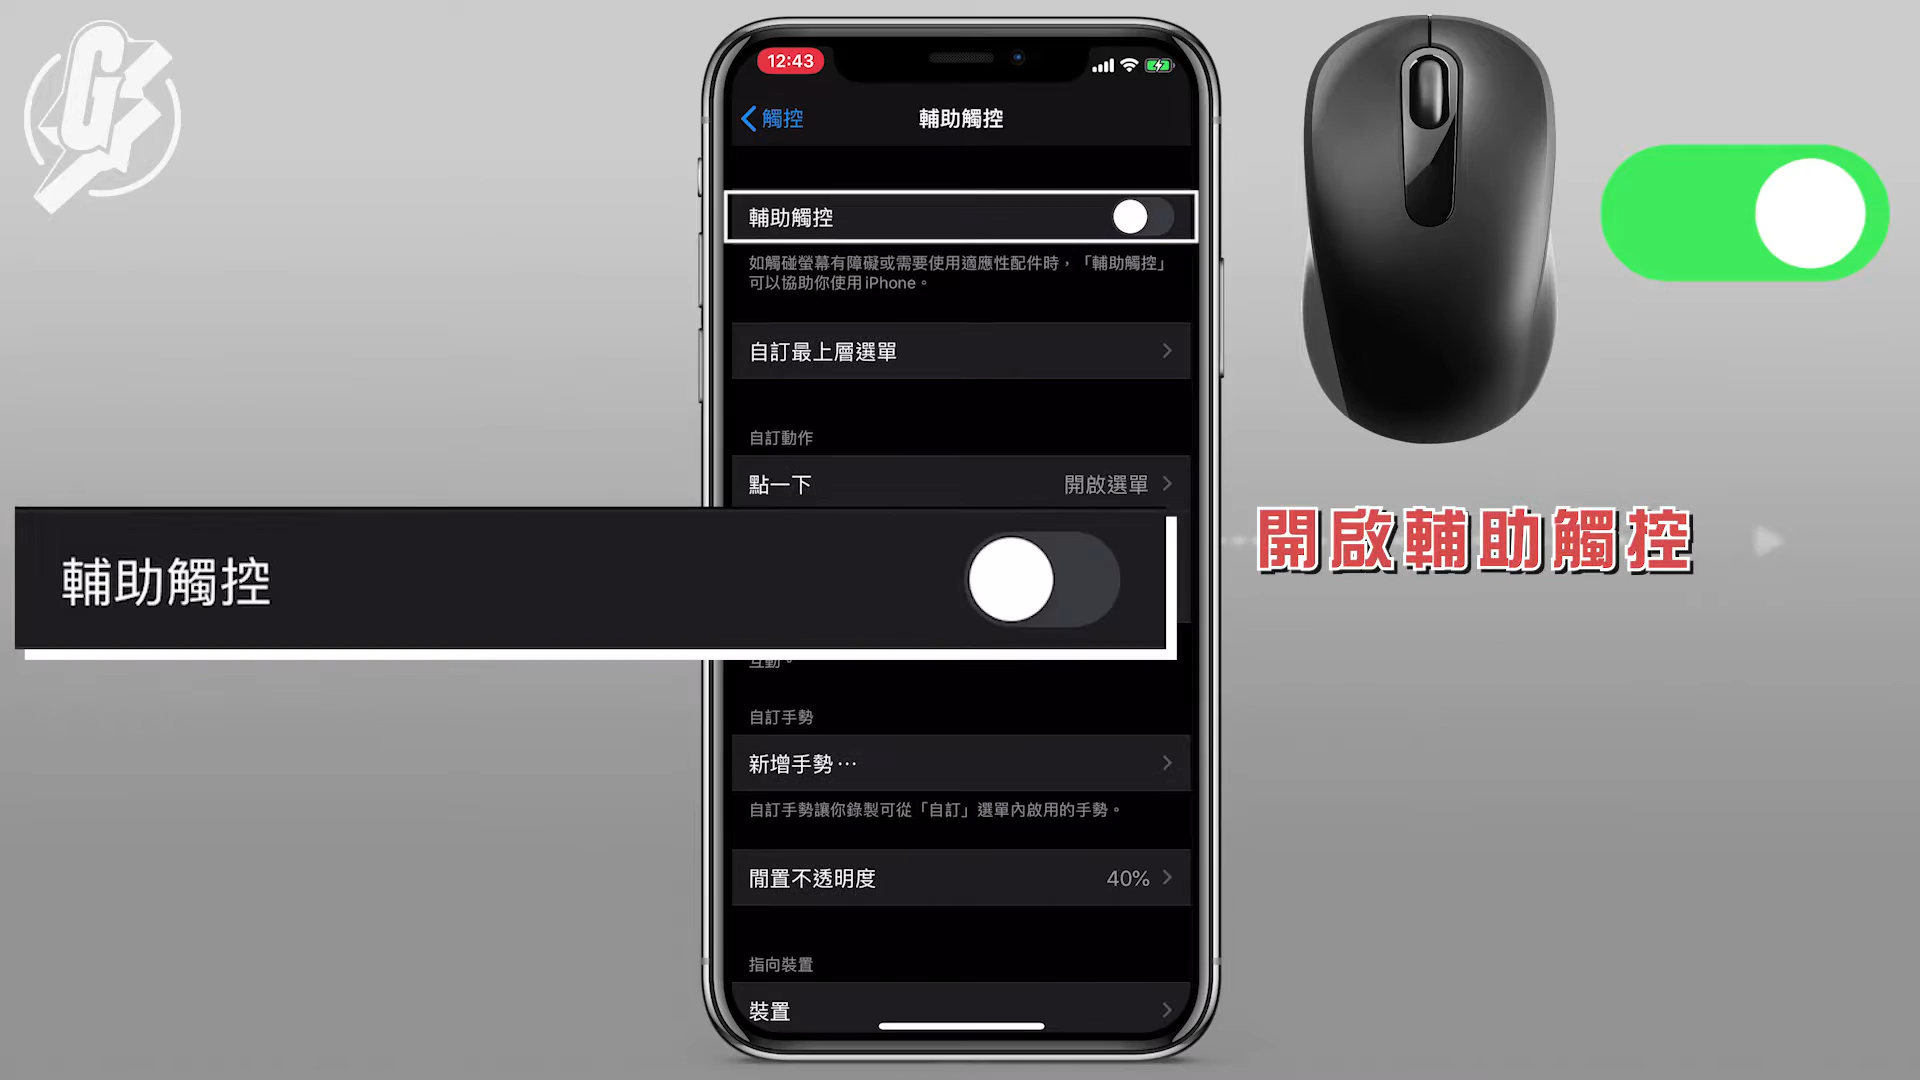 12:43
觸控
輔助觸控
輔助觸控
如觸碰螢幕有障礙或需要使用適應性配件時，「輔助觸控」
可以協助你使用 iPhone。
自訂最上層選單
自訂動作
點一下
開啟選單
輔助觸控
開啟輔助觸控
互動。
自訂手勢
新增手勢⋯
自訂手勢讓你錄製可從「自訂」選單內啟用的手勢。
閒置不透明度
40%
指向裝置
裝置